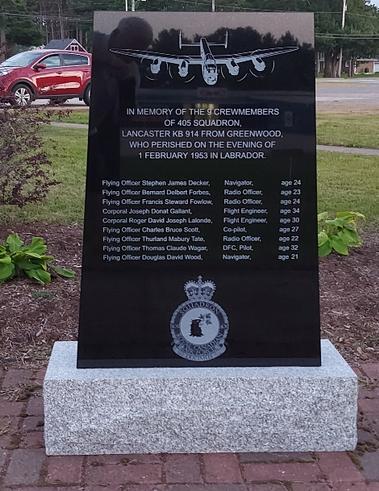 IN MEMORY OF THE 9 CREWMEMBERS
OF 405 SQUADRON,
LANCASTER KB 914 FROM GREENWOOD,
WHO PERISHED ON THE EVENING OF
1 FEBRUARY 1953 IN LABRADOR.
Flying Officer Stephen James Decker, Navigator, age 24
Flying Officer Bernard Delbert Forbes, Radio Officer, age 23
Flying Officer Francis Steward Fowlow, Radio Officer, age 24
Corporal Joseph Donat Gallant, Flight Engineer, age 34
Corporal Roger David Joseph Lalonde, Flight Engineer, age 30
Flying Officer Charles Bruce Scott, Co-pilot, age 27
Flying Officer Thurland Mabury Tate, Radio Officer, age 22
Flying Officer Thomas Claude Wagar, DFC, Pilot, age 32
Flying Officer Douglas David Wood, Navigator, age 21
SQUADRON